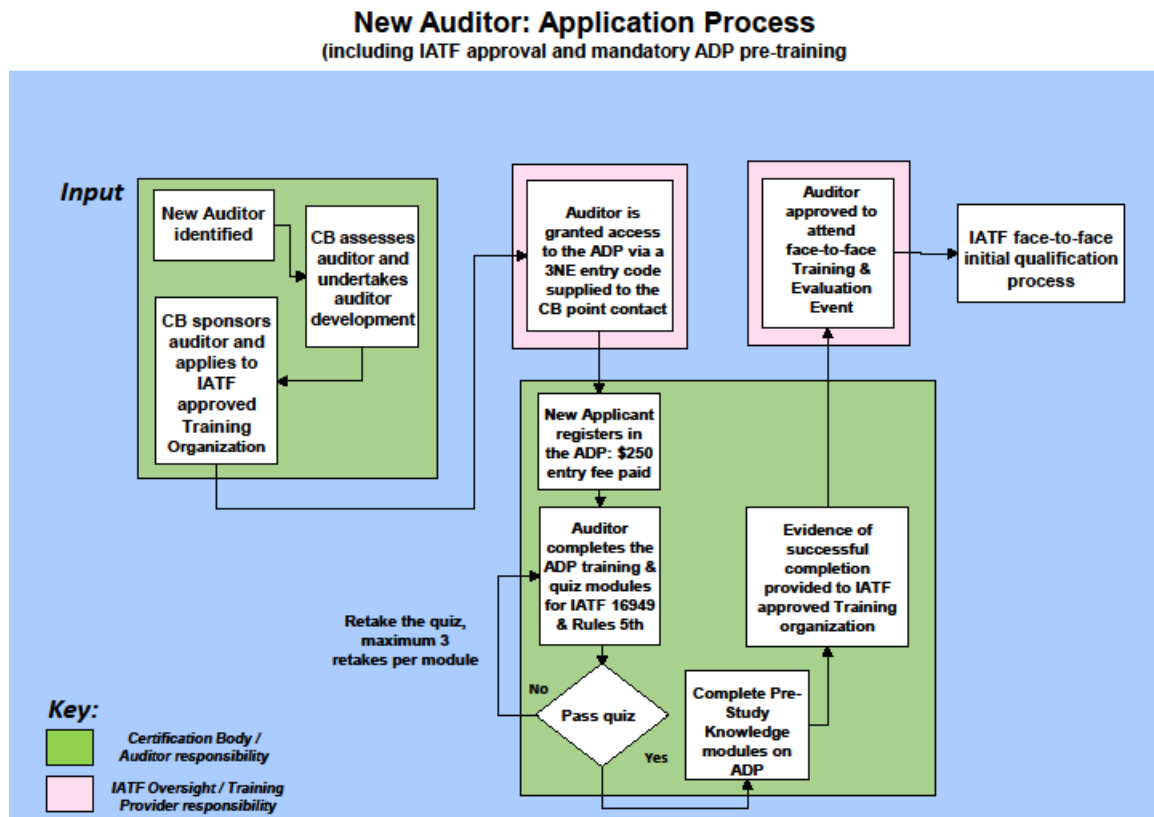 New Auditor: Application Process
(including IATF approval and mandatory ADP pre-training
Input
New Auditor
identified
CB assesses
auditor and
undertakes
auditor
development
CB sponsors
auditor and
applies to
IATF
approved
Training
Organization
Auditor is
granted access
to the ADP via a
3NE entry code
supplied to the
CB point contact
Auditor
approved to
attend
face-to-face
Training &
Evaluation
Event
IATF face-to-face
initial qualification
process
New Applicant
registers in
the ADP: $250
entry fee paid
Auditor
completes the
ADP training &
quiz modules
for IATF 16949
& Rules 5th
Retake the quiz,
maximum 3
retakes per module
No
Pass quiz
Yes
Complete Pre-
Study
Knowledge
modules on
ADP
Evidence of
successful
completion
provided to IATF
approved Training
organization
Key:
Certification Body /
Auditor responsibility
IATF Oversight / Training
Provider responsibility